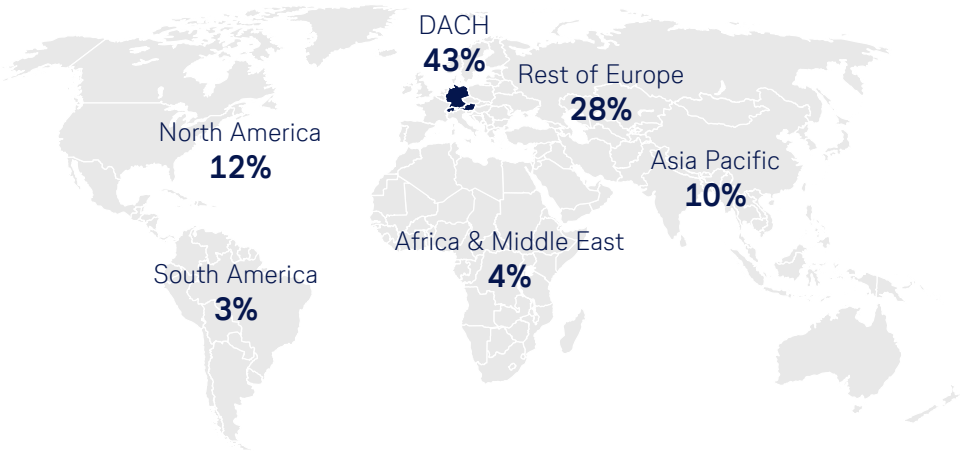 DACH
43%
Rest of Europe
28%
North America
12%
Asia Pacific
10%
Africa & Middle East
4%
South America
3%